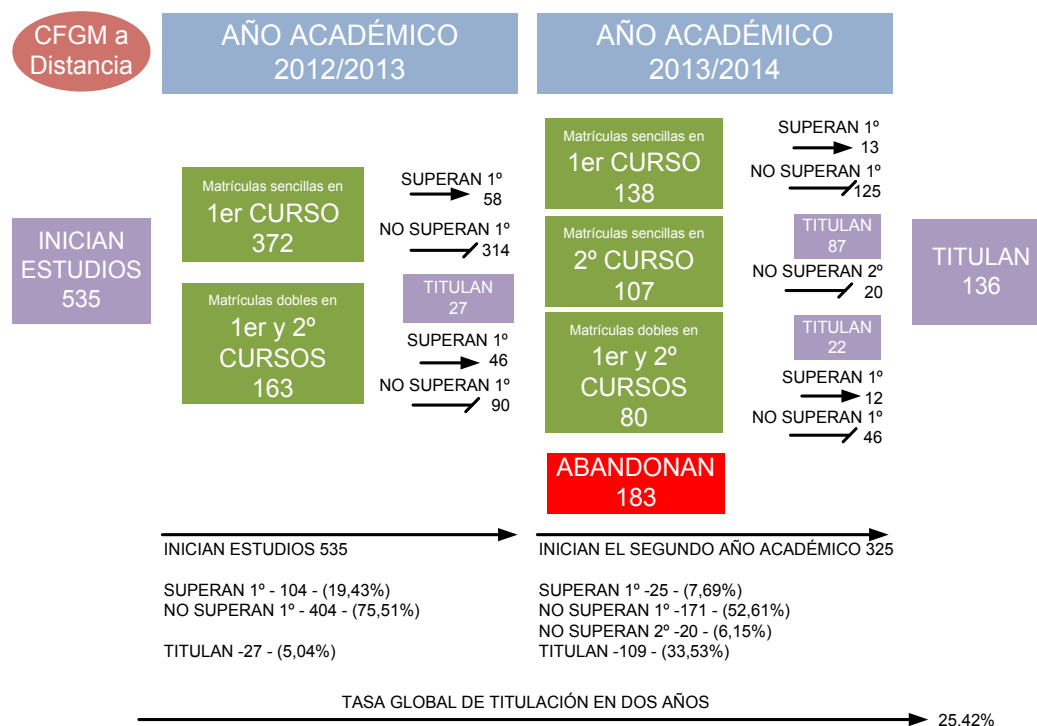 CFGM a
Distancia
AÑO ACADÉMICO
2012/2013
AÑO ACADÉMICO
2013/2014
INICIAN
ESTUDIOS
535
Matrículas sencillas en
1er CURSO
372
SUPERAN 1º
58
NO SUPERAN 1º
314
TITULAN
27
Matrículas dobles en
1er y 2º
CURSOS
163
SUPERAN 1º
46
NO SUPERAN 1º
90
Matrículas sencillas en
1er CURSO
138
SUPERAN 1º
13
NO SUPERAN 1º
125
Matrículas sencillas en
2º CURSO
107
TITULAN
87
NO SUPERAN 2º
20
Matrículas dobles en
1er y 2º
CURSOS
80
TITULAN
22
SUPERAN 1º
12
NO SUPERAN 1º
46
ABANDONAN
183
TITULAN
136
INICIAN ESTUDIOS 535
SUPERAN 1º - 104 - (19,43%)
NO SUPERAN 1º - 404 - (75,51%)
TITULAN -27 - (5,04%)
INICIAN EL SEGUNDO AÑO ACADÉMICO 325
SUPERAN 1º -25 - (7,69%)
NO SUPERAN 1º -171 - (52,61%)
NO SUPERAN 2º -20 - (6,15%)
TITULAN -109 - (33,53%)
TASA GLOBAL DE TITULACIÓN EN DOS AÑOS
25.42%